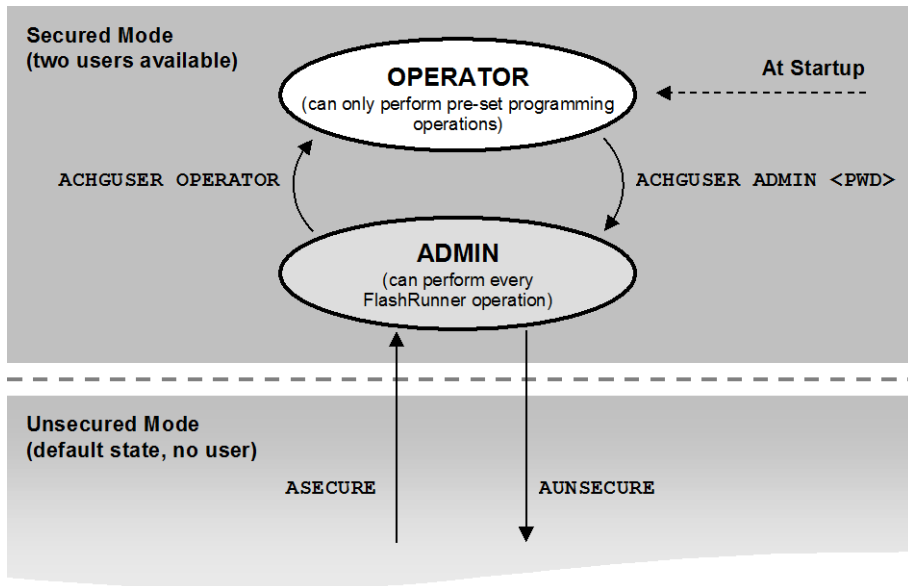 Secured Mode
(two users available)
OPERATOR
(can only perform pre-set programming
operations)
At Startup
ACHGUSER OPERATOR
ACHGUSER ADMIN <PWD>
ADMIN
(can perform every
FlashRunner operation)
Unsecured Mode
(default state, no user)
ASECURE
AUNSECURE